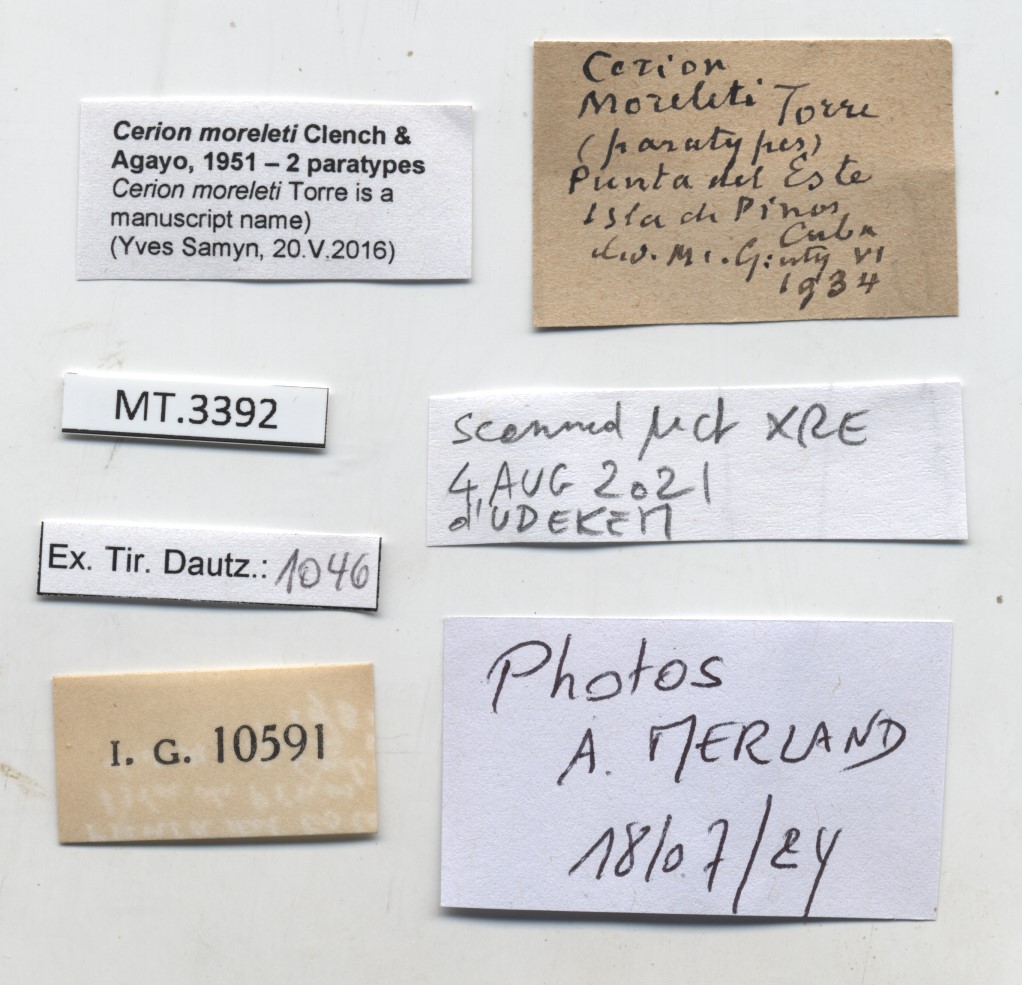 Cerion moreleti Clench &
Agayo, 1951 – 2 paratypes
Cerion moreleti Torre is a
manuscript name)
(Yves Samyn, 20.V.2016)
Cerion
Moreleti Torre
(paratypes)
Punta del Este
Isla de Pinos
Cuba
Mc. Ginty VI
1934
MT.3392
Scanned µct XRE
4 AUG 2021
d'UDEKEM
Ex. Tir. Dautz.: 1046
I. G. 10591
Photos
A. MERLAND
18/07/24